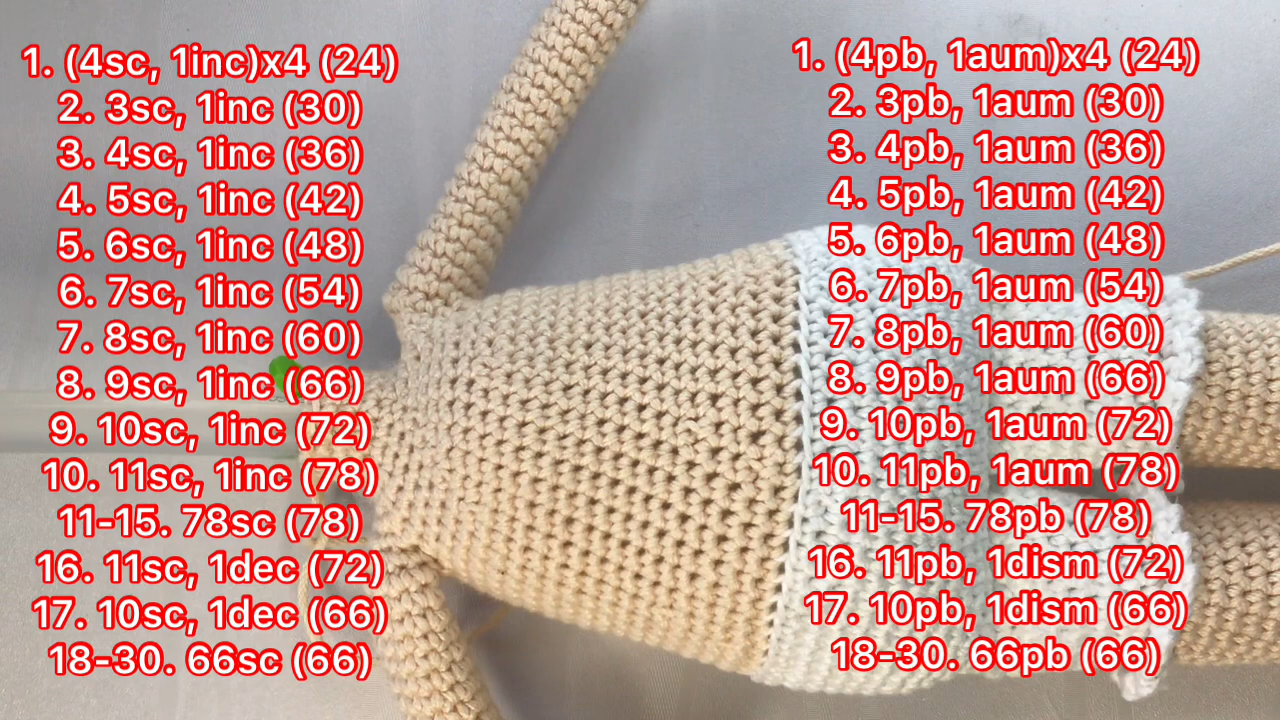 1. (4sc, 1inc)x4 (24)
2. 3sc, 1inc (30)
3. 4sc, 1inc (36)
4. 5sc, 1inc (42)
5. 6sc, 1inc (48)
6. 7sc, 1inc (54)
7. 8sc, 1inc (60)
8. 9sc, 1inc (66)
9. 10sc, 1inc (72)
10. 11sc, 1inc (78)
11-15. 78sc (78)
16. 11sc, 1dec (72)
17. 10sc, 1dec (66)
18-30. 66sc (66)
1. (4pb, 1aum)x4 (24)
2. 3pb, 1aum (30)
3. 4pb, 1aum (36)
4. 5pb, 1aum (42)
5. 6pb, 1aum (48)
6. 7pb, 1aum (54)
7. 8pb, 1aum (60)
8. 9pb, 1aum (66)
9. 10pb, 1aum (72)
10. 11pb, 1aum (78)
11-15. 78pb (78)
16. 11pb, 1dism (72)
17. 10pb, 1dism (66)
18-30. 66pb (66)